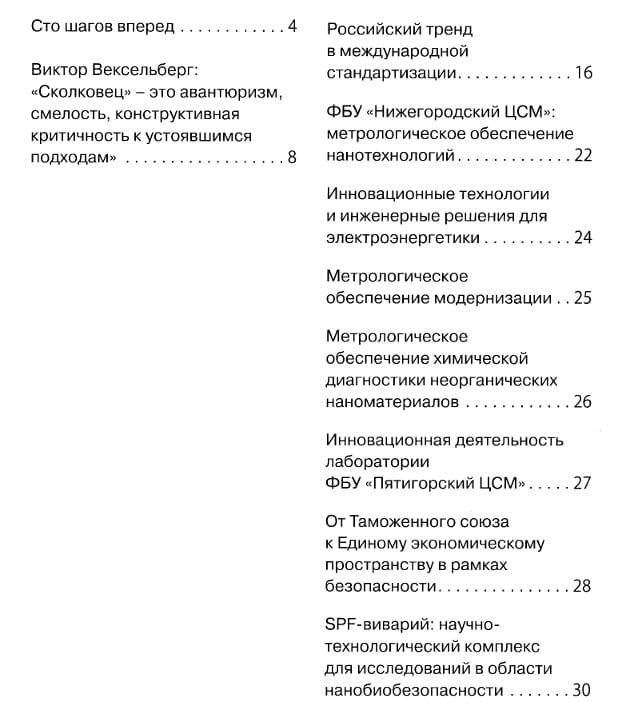 Сто шагов вперед . . . . . . . . . . . . 4
Виктор Вексельберг:
«Сколковец» – это авантюризм,
смелость, конструктивная
критичность к устоявшимся
подходам» . . . . . . . . . . . . . . . . . . 8
Российский тренд
в международной
стандартизации. . . . . . . . . . . . . 16
ФБУ «Нижегородский ЦСМ»:
метрологическое обеспечение
нанотехнологий . . . . . . . . . . . . . 22
Инновационные технологии
и инженерные решения для
электроэнергетики . . . . . . . . . . 24
Метрологическое
обеспечение модернизации . . 25
Метрологическое
обеспечение химической
диагностики неорганических
наноматериалов . . . . . . . . . . . . 26
Инновационная деятельность
лаборатории
ФБУ «Пятигорский ЦСМ» . . . . . 27
От Таможенного союза
к Единому экономическому
пространству в рамках
безопасности. . . . . . . . . . . . . . . 28
SPF-виварий: научно-
технологический комплекс
для исследований в области
нанобиобезопасности . . . . . . . 30